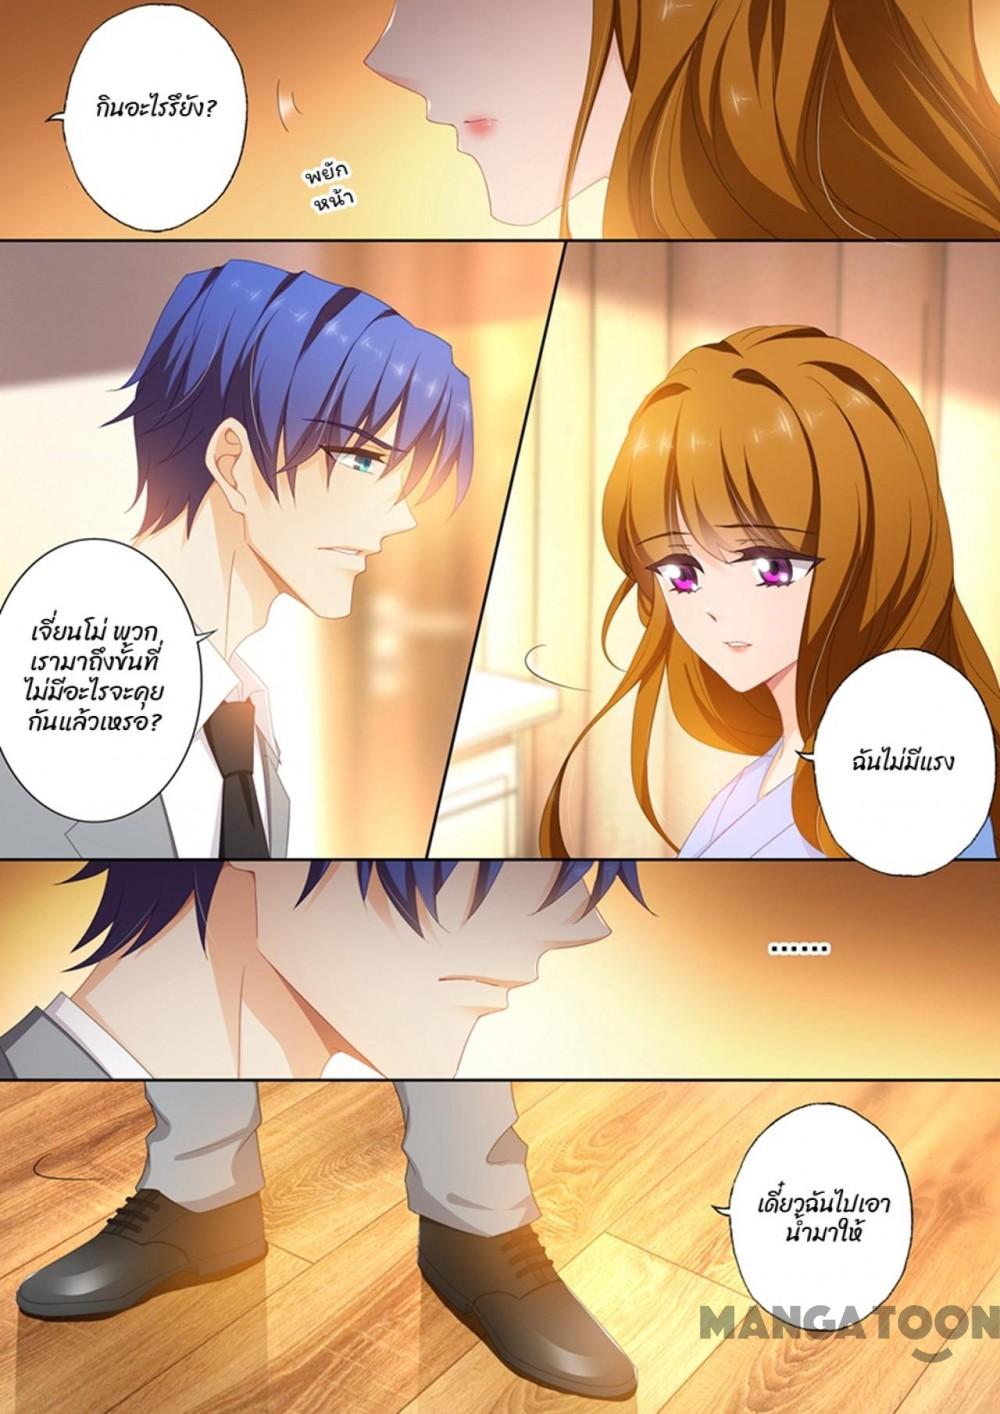 กินอะไรรึยัง?
พยัก
หน้า
เจี่ยนโม่ พวก
เรามาถึงขั้นที่
ไม่มีอะไรจะคุย
กันแล้วเหรอ?
ฉันไม่มีแรง
......
เดี๋ยวฉันไปเอา
น้ำมาให้
MANGATOON